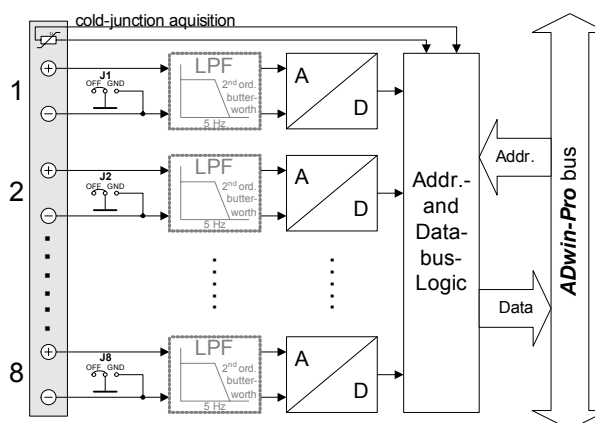 cold-junction aquisition
ϑ
1
+
−
J1
OFF GND
LPF
2nd ord.
butter-
worth
5 Hz
A
D
2
+
−
J2
OFF GND
LPF
2nd ord.
butter-
worth
5 Hz
A
D
8
+
−
J8
OFF GND
LPF
2nd ord.
butter-
worth
5 Hz
A
D
Addr.-
and
Data-
bus-
Logic
Addr.
Data
ADwin-Pro bus